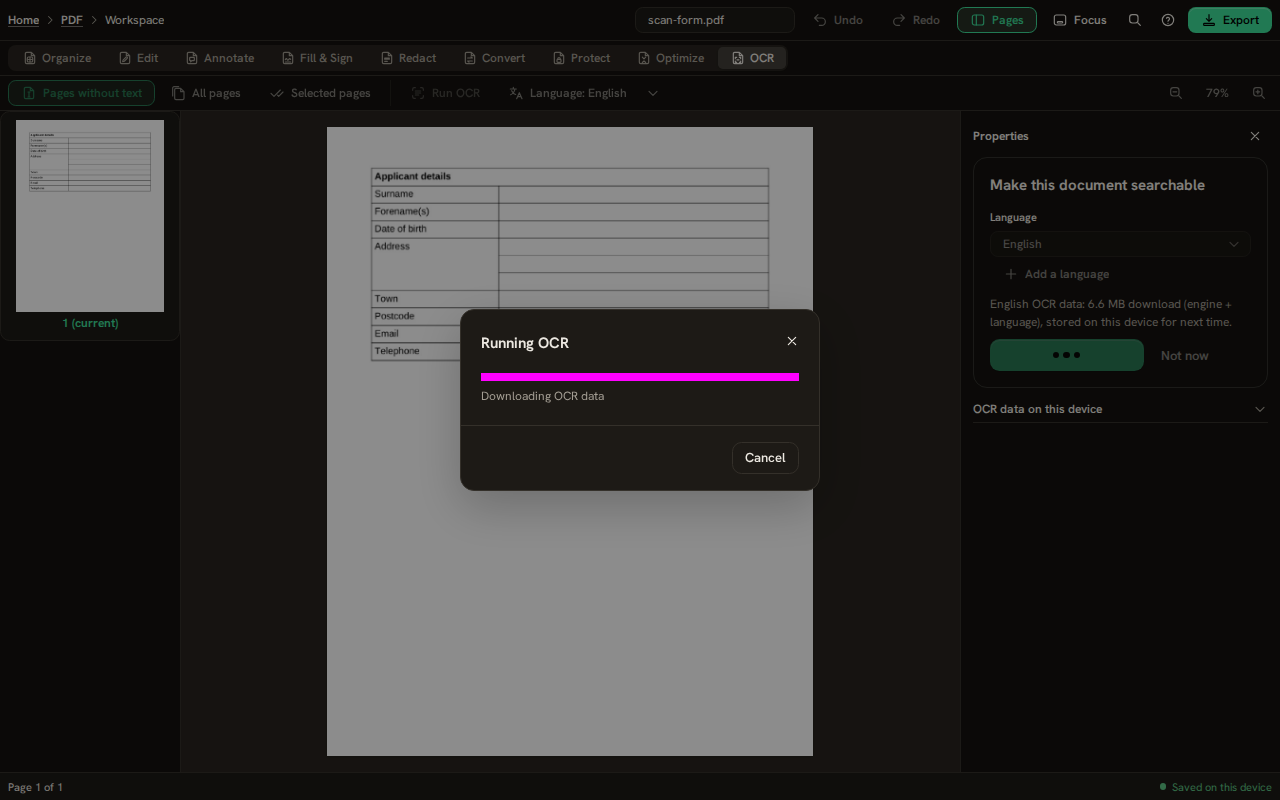 Home > PDF > Workspace
scan-form.pdf
Undo
Redo
Pages
Focus
Export
Organize
Edit
Annotate
Fill & Sign
Redact
Convert
Protect
Optimize
OCR
Pages without text
All pages
Selected pages
Run OCR
Language: English
79%
1 (current)
Applicant details
Surname
Forename(s)
Date of birth
Address
Town
Postcode
Email
Telephone
Running OCR
Downloading OCR data
Cancel
Properties
Make this document searchable
Language
English
Add a language
English OCR data: 6.6 MB download (engine +
language), stored on this device for next time.
Not now
OCR data on this device
Page 1 of 1
Saved on this device